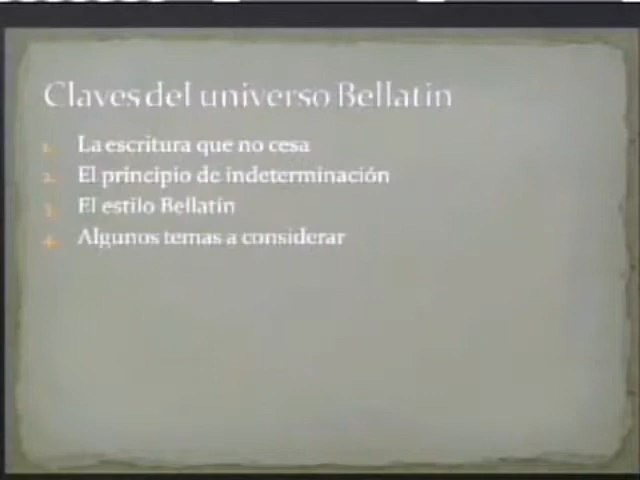 Claves del universo Bellatin
1. La escritura que no cesa
2. El principio de indeterminación
3. El estilo Bellatin
4. Algunos temas a considerar